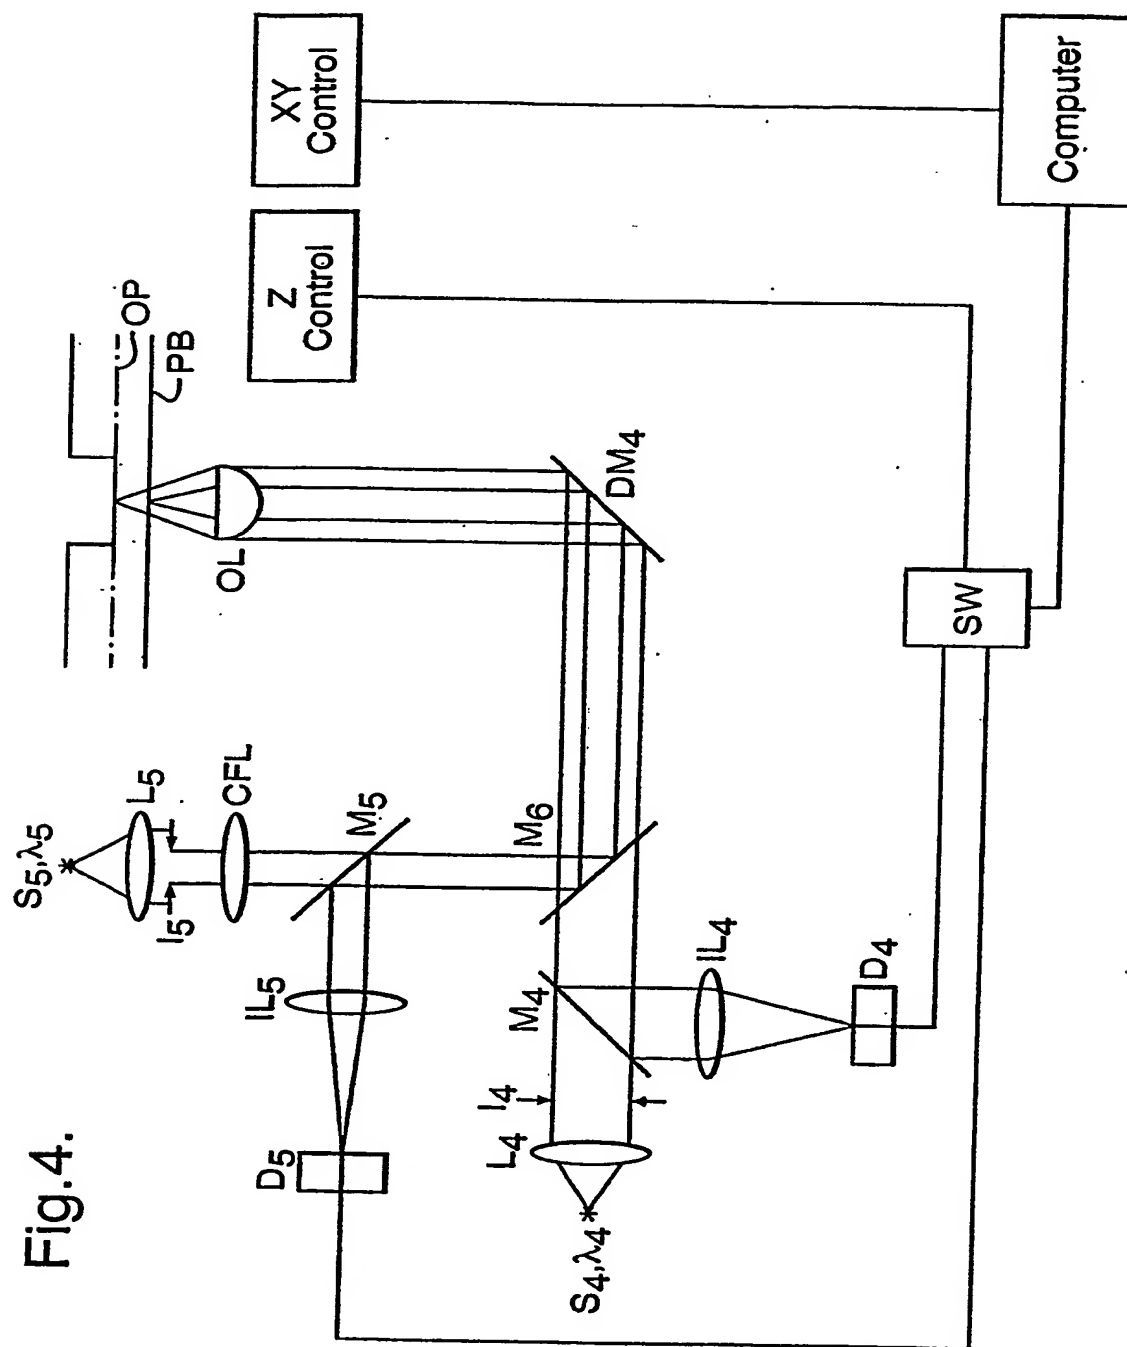 Fig.4.
XY
Control
Z
Control
Computer
OP
PB
OL
DM4
S5,λ5
L5
I5
CFL
M5
M6
IL5
D5
M4
IL4
I4
L4
D4
S4,λ4
SW